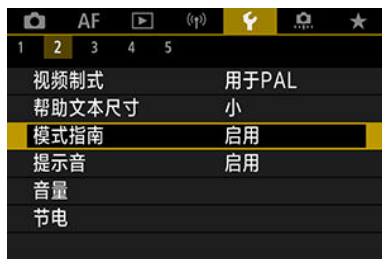 AF
1 2 3 4 5
视频制式 用于PAL
帮助文本尺寸 小
模式指南 启用
提示音 启用
音量
节电